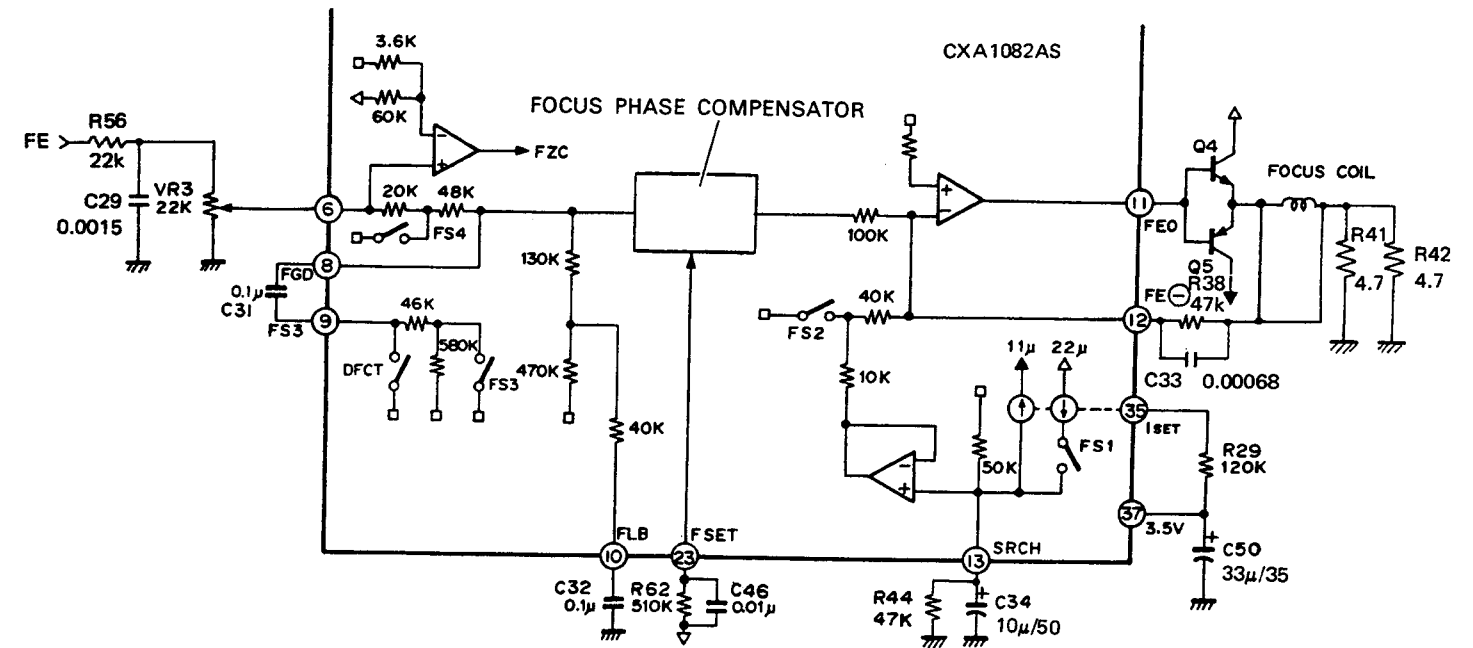 CXA1082AS
3.6K
60K
FOCUS PHASE COMPENSATOR
FE
R56
22k
C29
0.0015
VR3
22K
FZC
20K
48K
FS4
6
8
FGD
0.1μ
C31
9
FS3
46K
580K
DFCT
FS3
130K
470K
40K
100K
FS2
40K
10K
11μ
22μ
50K
FS1
11
FEO
Q4
Q5
FOCUS COIL
R41
4.7
R42
4.7
FE −
R38
47k
12
C33
0.00068
35
ISET
R29
120K
37
3.5V
C50
33μ/35
FLB
10
FSET
23
SRCH
13
C32
0.1μ
R62
510K
C46
0.01μ
R44
47K
C34
10μ/50